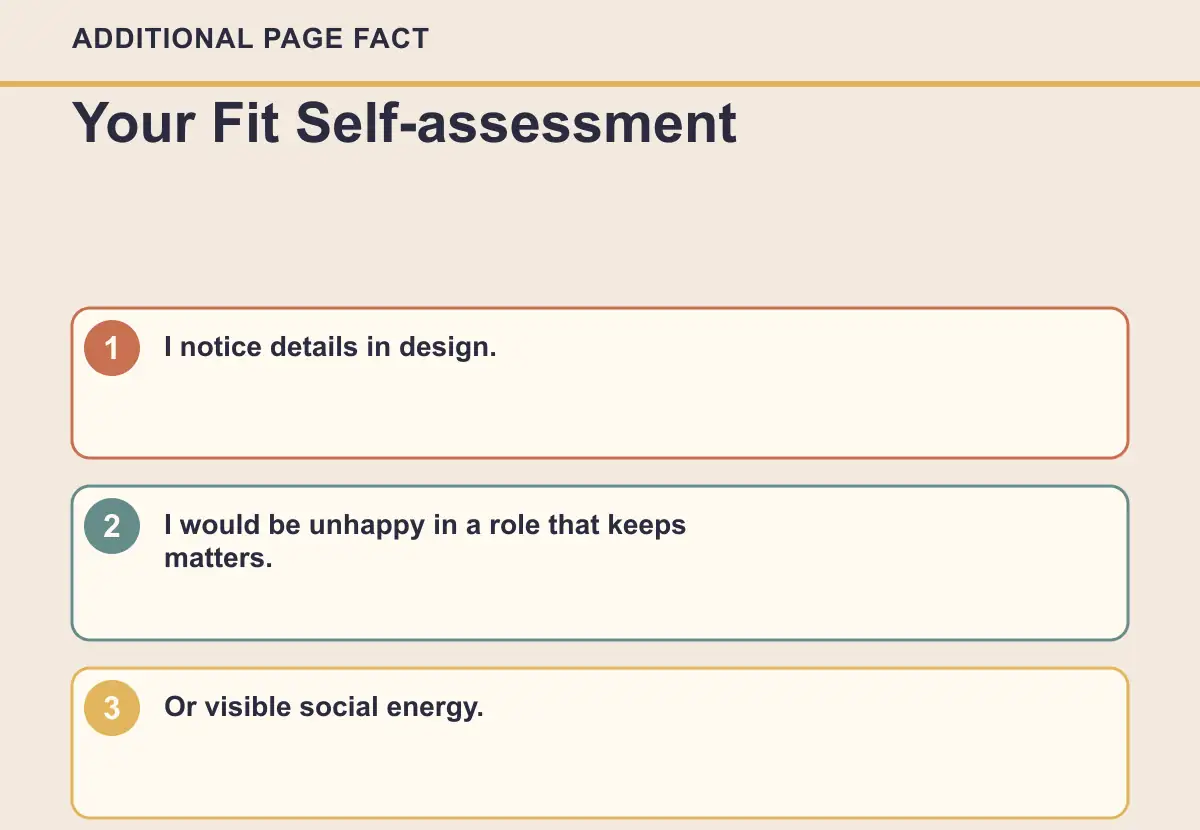 ADDITIONAL PAGE FACT
Your Fit Self-assessment
1
I notice details in design.
2
I would be unhappy in a role that keeps
matters.
3
Or visible social energy.